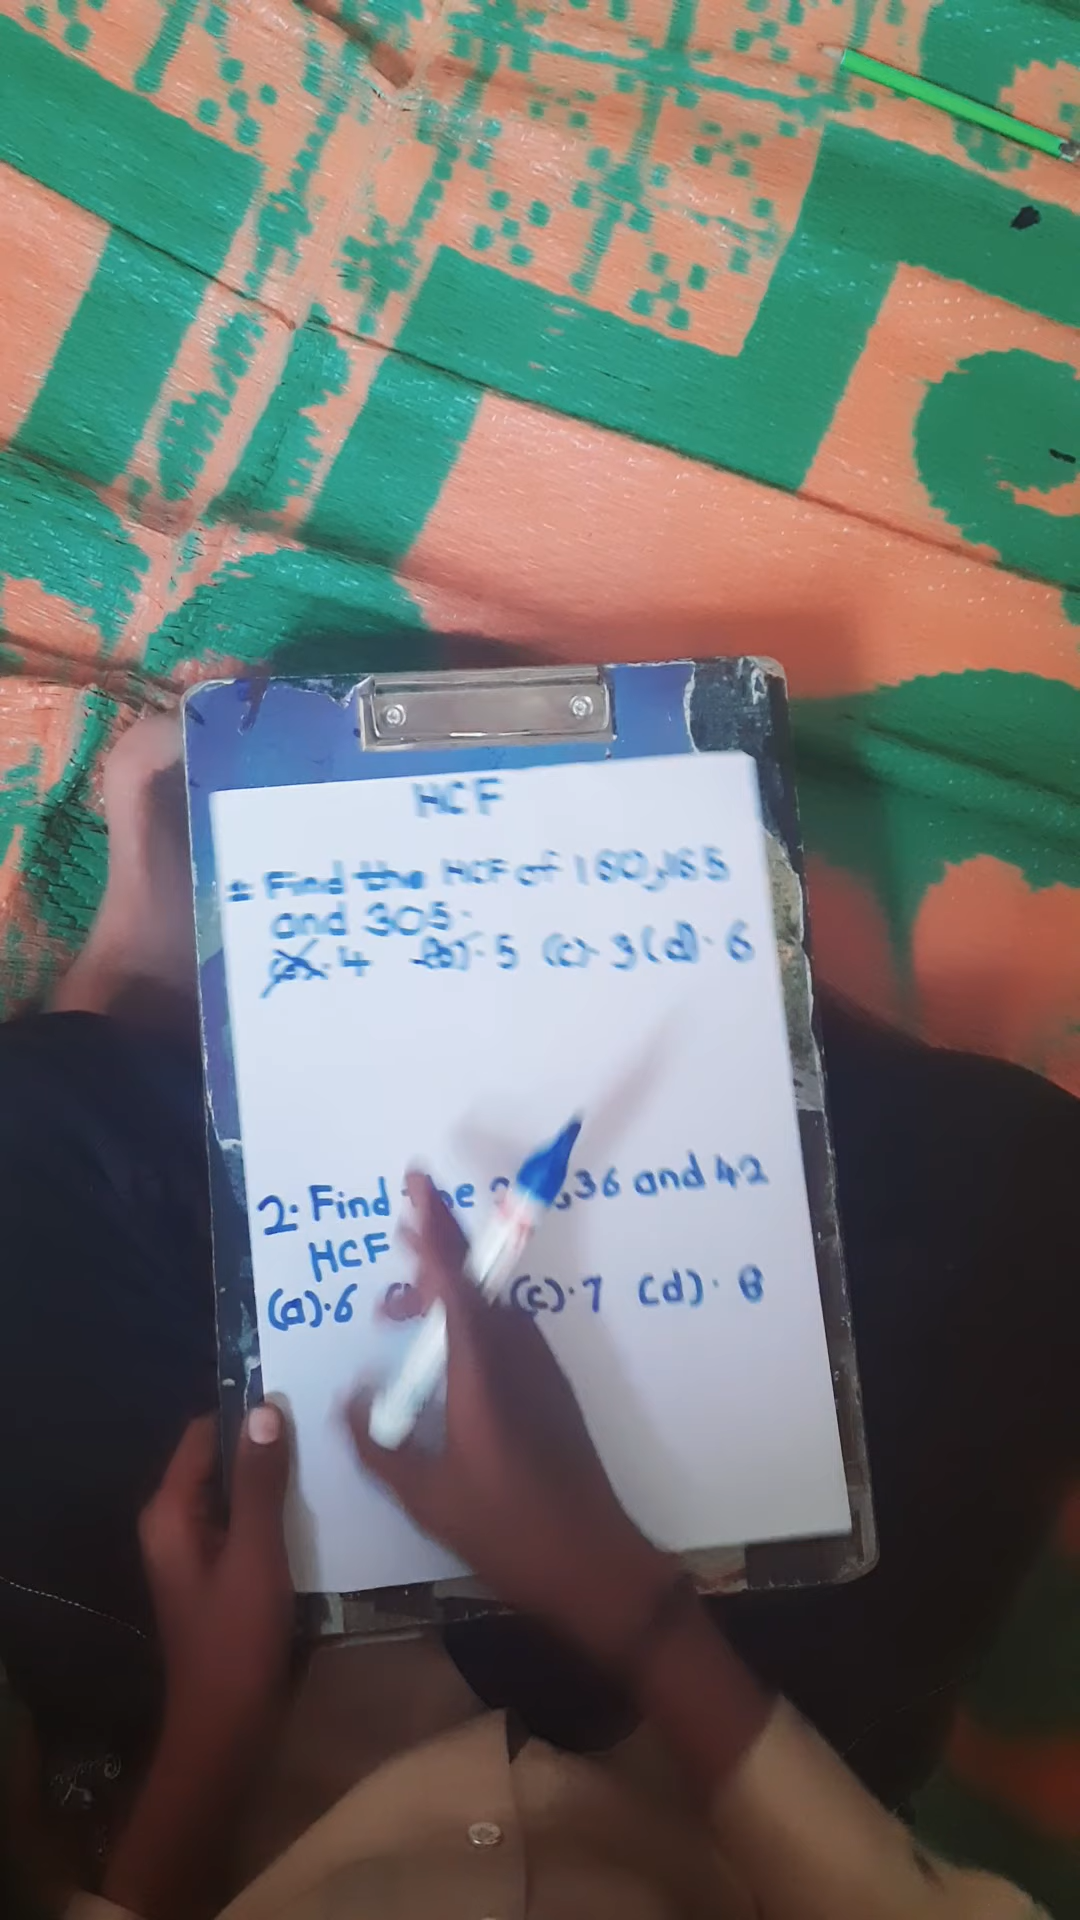 HCF
1: Find the HCF of 180,165
and 305.
(a). 4 (b). 5 (c). 3 (d). 6
2. Find the ,36 and 42
HCF
(a).6 (c).7 (d). 8